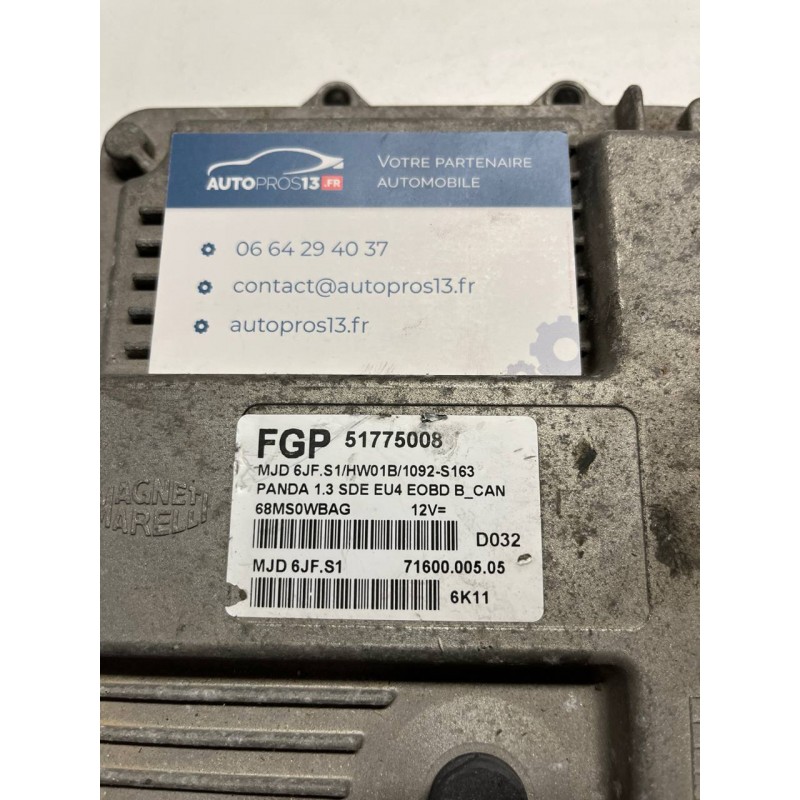 AUTOPROS13.FR
VOTRE PARTENAIRE
AUTOMOBILE
06 64 29 40 37
contact@autopros13.fr
autopros13.fr
FGP 51775008
MJD 6JF.S1/HW01B/1092-S163
PANDA 1.3 SDE EU4 EOBD B_CAN
68MS0WBAG 12V=
D032
MJD 6JF.S1 71600.005.05
6K11
MAGNETI
MARELLI